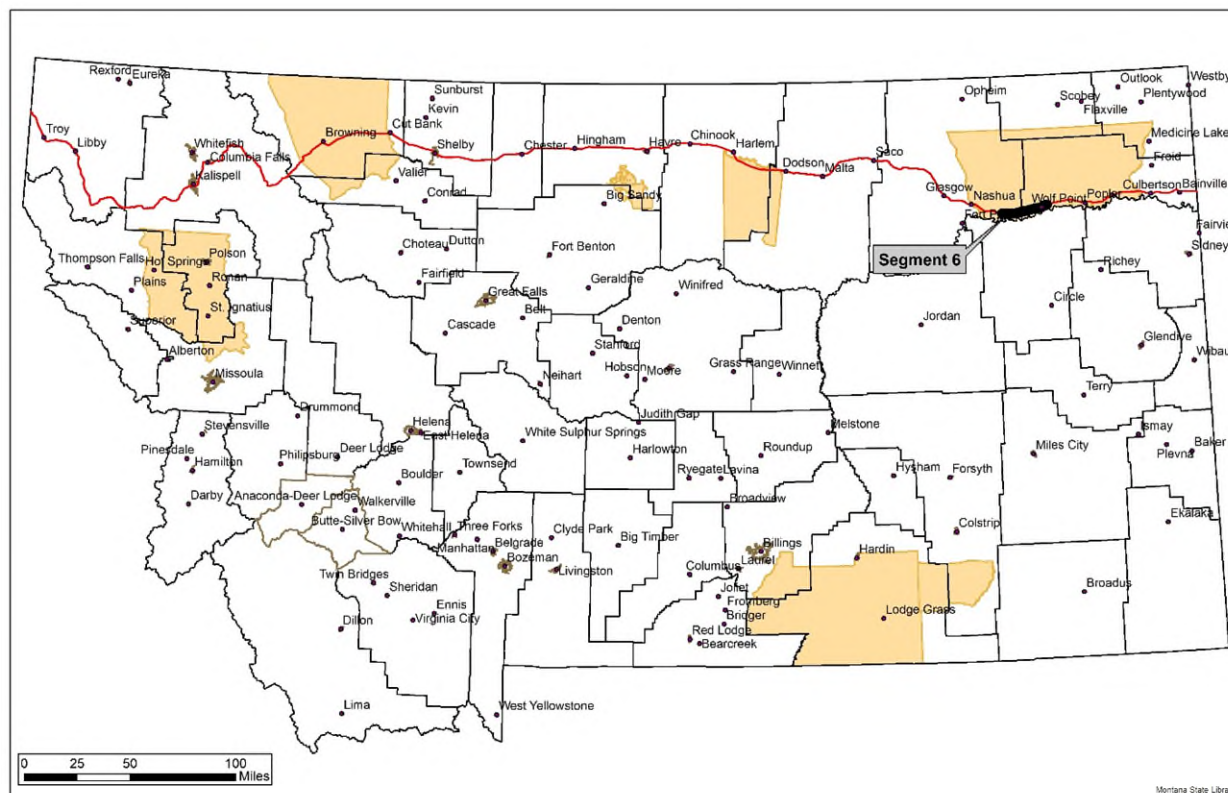 Rexford
Eureka
Troy
Libby
Whitefish
Columbia Falls
Kalispell
Browning
Cut Bank
Sunburst
Kevin
Shelby
Valier
Conrad
Chester
Hingham
Havre
Chinook
Harlem
Dodson
Malta
Saco
Glasgow
Nashua
Wolf Point
Culbertson
Bainville
Opheim
Scobey
Flaxville
Outlook
Plentywood
Westby
Medicine Lake
Froid
Segment 6
Fairvie
Sidney
Richey
Circle
Jordan
Glendive
Wibau
Terry
Big Sandy
Fort Benton
Geraldine
Winifred
Choteau
Dutton
Fairfield
Great Falls
Belt
Cascade
Denton
Stanford
Hobson
Moore
Grass Range
Winnett
Neihart
Thompson Falls
Hot Springs
Polson
Plains
Ronan
St. Ignatius
Superior
Alberton
Missoula
Drummond
Helena
East Helena
Stevensville
Pinesdale
Hamilton
Darby
Philipsburg
Deer Lodge
Boulder
Townsend
White Sulphur Springs
Judith Gap
Harlowton
Ryegate
Lavina
Roundup
Melstone
Broadview
Hysham
Forsyth
Miles City
Ismay
Baker
Plevna
Colstrip
Ekalaka
Anaconda-Deer Lodge
Walkerville
Butte-Silver Bow
Whitehall
Three Forks
Manhattan
Belgrade
Bozeman
Clyde Park
Livingston
Big Timber
Columbus
Billings
Laurel
Hardin
Joliet
Fromberg
Bridger
Red Lodge
Bearcreek
Lodge Grass
Broadus
Twin Bridges
Sheridan
Ennis
Virginia City
Dillon
Lima
West Yellowstone
0 25 50 100
Miles
Montana State Libra